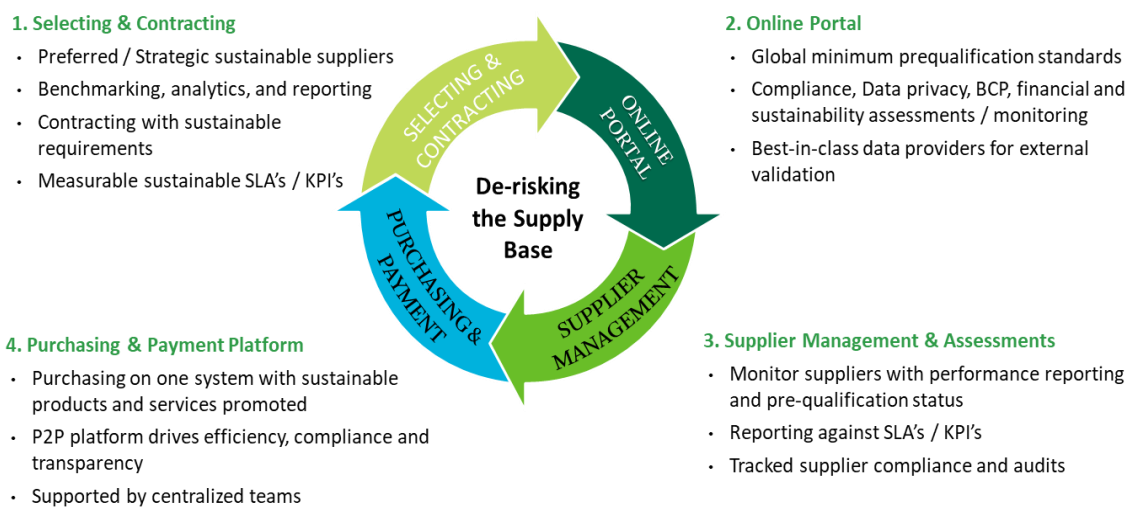 1. Selecting & Contracting
• Preferred / Strategic sustainable suppliers
• Benchmarking, analytics, and reporting
• Contracting with sustainable
requirements
• Measurable sustainable SLA’s / KPI’s
2. Online Portal
• Global minimum prequalification standards
• Compliance, Data privacy, BCP, financial and
sustainability assessments / monitoring
• Best-in-class data providers for external
validation
SELECTING &
CONTRACTING
ONLINE
PORTAL
De-risking
the Supply
Base
PURCHASING &
PAYMENT
SUPPLIER
MANAGEMENT
3. Supplier Management & Assessments
• Monitor suppliers with performance reporting
and pre-qualification status
• Reporting against SLA’s / KPI’s
• Tracked supplier compliance and audits
4. Purchasing & Payment Platform
• Purchasing on one system with sustainable
products and services promoted
• P2P platform drives efficiency, compliance and
transparency
• Supported by centralized teams